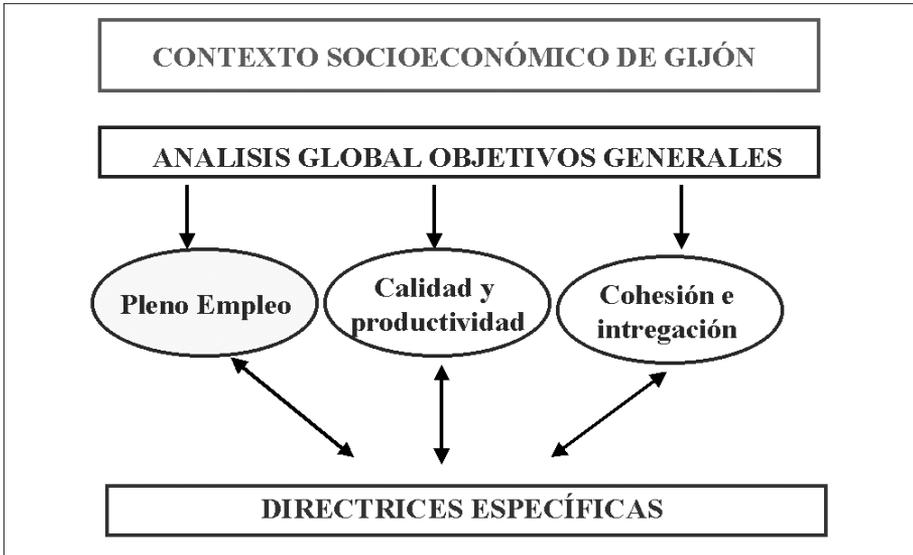 CONTEXTO SOCIOECONÓMICO DE GIJÓN
ANALISIS GLOBAL OBJETIVOS GENERALES
Pleno Empleo
Calidad y
productividad
Cohesión e
intregación
DIRECTRICES ESPECÍFICAS